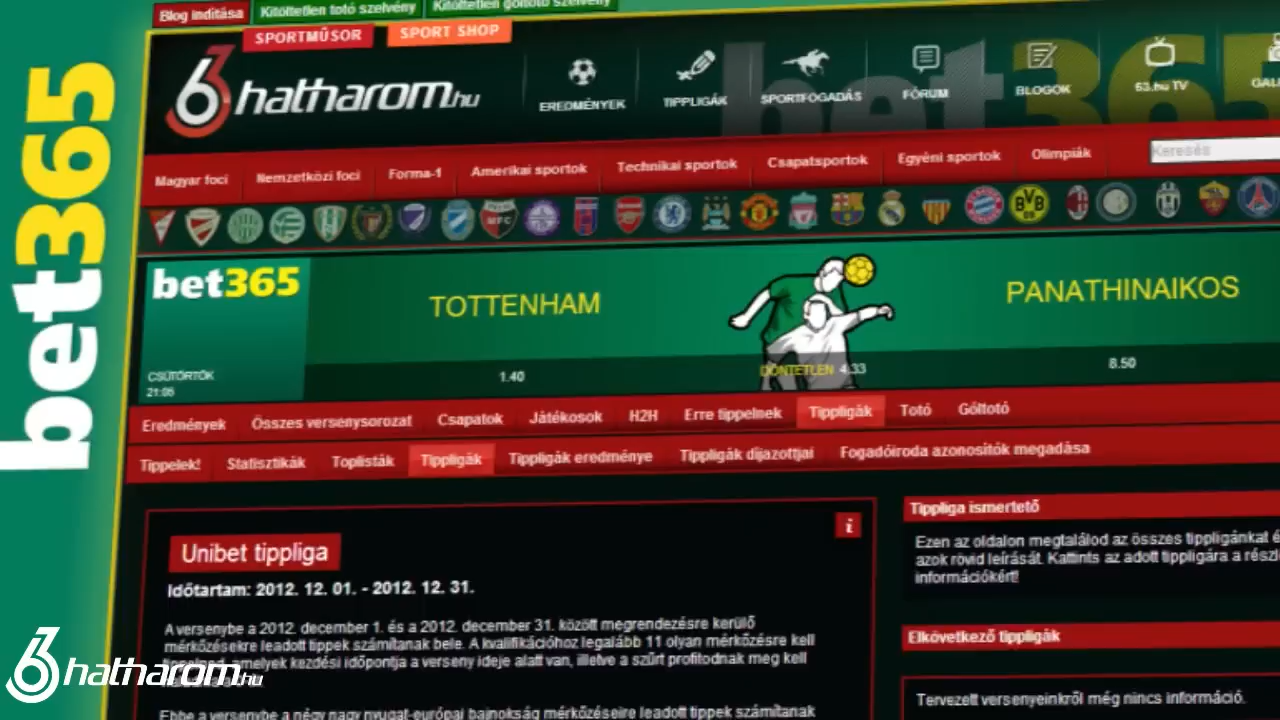 Blog indítása
Kitöltetlen totó szelvény
Kitöltetlen góltotó szelvény
SPORTMŰSOR
SPORT SHOP
bet365
63 hatharom.hu
EREDMÉNYEK
TIPPLIGÁK
SPORTFOGADÁS
FÓRUM
BLOGOK
63.hu TV
bet365
Magyar foci
Nemzetközi foci
Forma-1
Amerikai sportok
Technikai sportok
Csapatsportok
Egyéni sportok
Olimpiák
Keresés
bet365
TOTTENHAM
PANATHINAIKOS
CSÜTÖRTÖK
21:05
1.40
DÖNTETLEN 4.33
8.50
Eredmények
Összes versenysorozat
Csapatok
Játékosok
H2H
Erre tippelnek
Tippligák
Totó
Góltotó
Tippelek!
Statisztikák
Toplisták
Tippligák
Tippligák eredménye
Tippligák díjazottjai
Fogadóiroda azonosítók megadása
i
Unibet tippliga
Időtartam: 2012. 12. 01. - 2012. 12. 31.
A versenybe a 2012. december 1. és a 2012. december 31. között megrendezésre kerülő
mérkőzésekre leadott tippek számítanak bele. A kvalifikációhoz legalább 11 olyan mérkőzésre kell
amelyek kezdési időpontja a verseny ideje alatt van, illetve a szűrt profitodnak meg kell
Ebbe a versenybe a négy nagy nyugat-európai bajnokság mérkőzéseire leadott tippek számítanak
Tippliga ismertető
Ezen az oldalon megtalálod az összes tippligánkat
azok rövid leírását. Kattints az adott tippligára a
információkért!
Elkövetkező tippligák
Tervezett versenyeinkről még nincs információ.
63 hatharom.hu